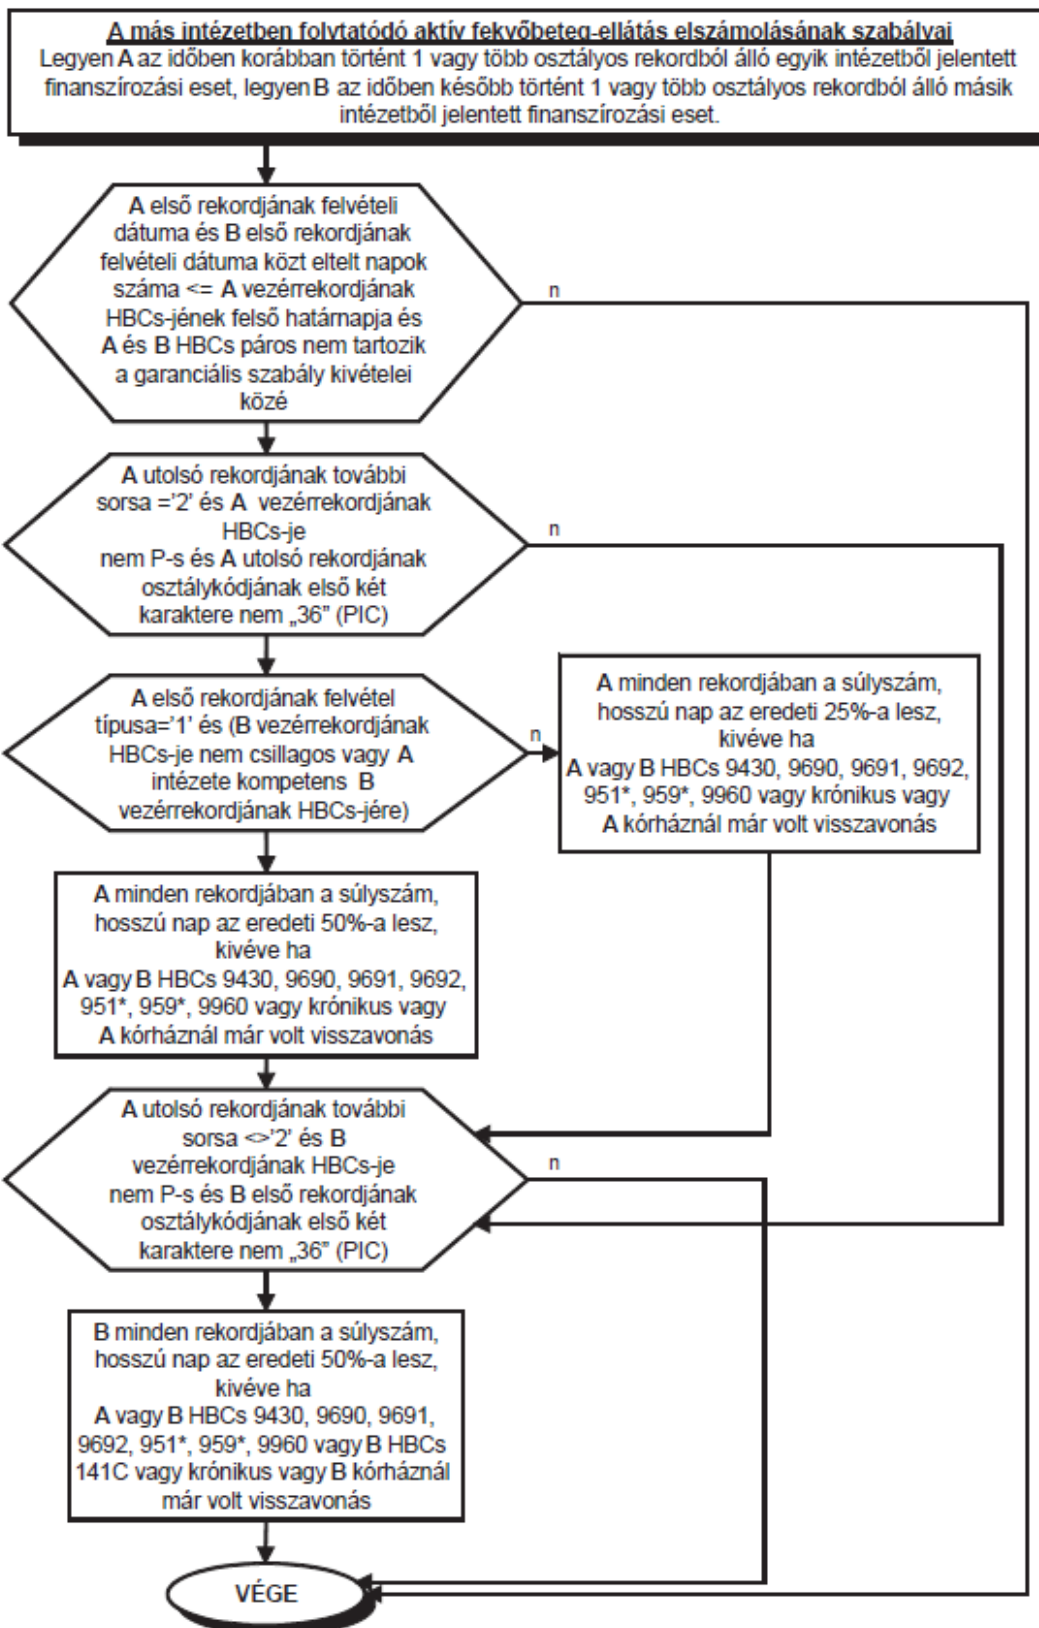 A más intézetben folytatódó aktív fekvőbeteg-ellátás elszámolásának szabályai
Legyen A az időben korábban történt 1 vagy több osztályos rekordból álló egyik intézetből jelentett
finanszírozási eset, legyen B az időben később történt 1 vagy több osztályos rekordból álló másik
intézetből jelentett finanszírozási eset.
A első rekordjának felvételi
dátuma és B első rekordjának
felvételi dátuma közt eltelt napok
száma <= A vezérrekordjának
HBCs-jének felső határnapja és
A és B HBCs páros nem tartozik
a garanciális szabály kivételei
közé
n
A utolsó rekordjának további
sorsa ='2' és A vezérrekordjának
HBCs-je
nem P-s és A utolsó rekordjának
osztálykódjának első két
karaktere nem „36” (PIC)
n
A első rekordjának felvétel
típusa='1' és (B vezérrekordjának
HBCs-je nem csillagos vagy A
intézete kompetens B
vezérrekordjának HBCs-jére)
n
A minden rekordjában a súlyszám,
hosszú nap az eredeti 25%-a lesz,
kivéve ha
A vagy B HBCs 9430, 9690, 9691, 9692,
951*, 959*, 9960 vagy krónikus vagy
A kórháznál már volt visszavonás
A minden rekordjában a súlyszám,
hosszú nap az eredeti 50%-a lesz,
kivéve ha
A vagy B HBCs 9430, 9690, 9691, 9692,
951*, 959*, 9960 vagy krónikus vagy
A kórháznál már volt visszavonás
A utolsó rekordjának további
sorsa <>'2' és B
vezérrekordjának HBCs-je
nem P-s és B első rekordjának
osztálykódjának első két
karaktere nem „36” (PIC)
n
B minden rekordjában a súlyszám,
hosszú nap az eredeti 50%-a lesz,
kivéve ha
A vagy B HBCs 9430, 9690, 9691,
9692, 951*, 959*, 9960 vagy B HBCs
141C vagy krónikus vagy B kórháznál
már volt visszavonás
VÉGE